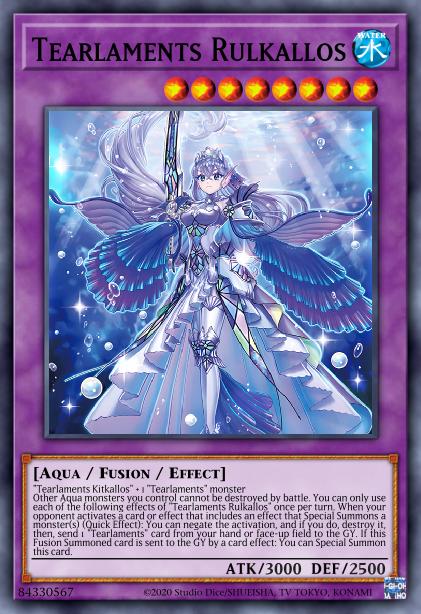 Tearlaments Rulkallos
WATER
水
[Aqua / Fusion / Effect]
"Tearlaments Kitkallos" + 1 "Tearlaments" monster
Other Aqua monsters you control cannot be destroyed by battle. You can only use
each of the following effects of "Tearlaments Rulkallos" once per turn. When your
opponent activates a card or effect that includes an effect that Special Summons a
monster(s) (Quick Effect): You can negate the activation, and if you do, destroy it,
then, send 1 "Tearlaments" card from your hand or face-up field to the GY. If this
Fusion Summoned card is sent to the GY by a card effect: You can Special Summon
this card.
ATK/3000 DEF/2500
84330567
©2020 Studio Dice/SHUEISHA, TV TOKYO, KONAMI